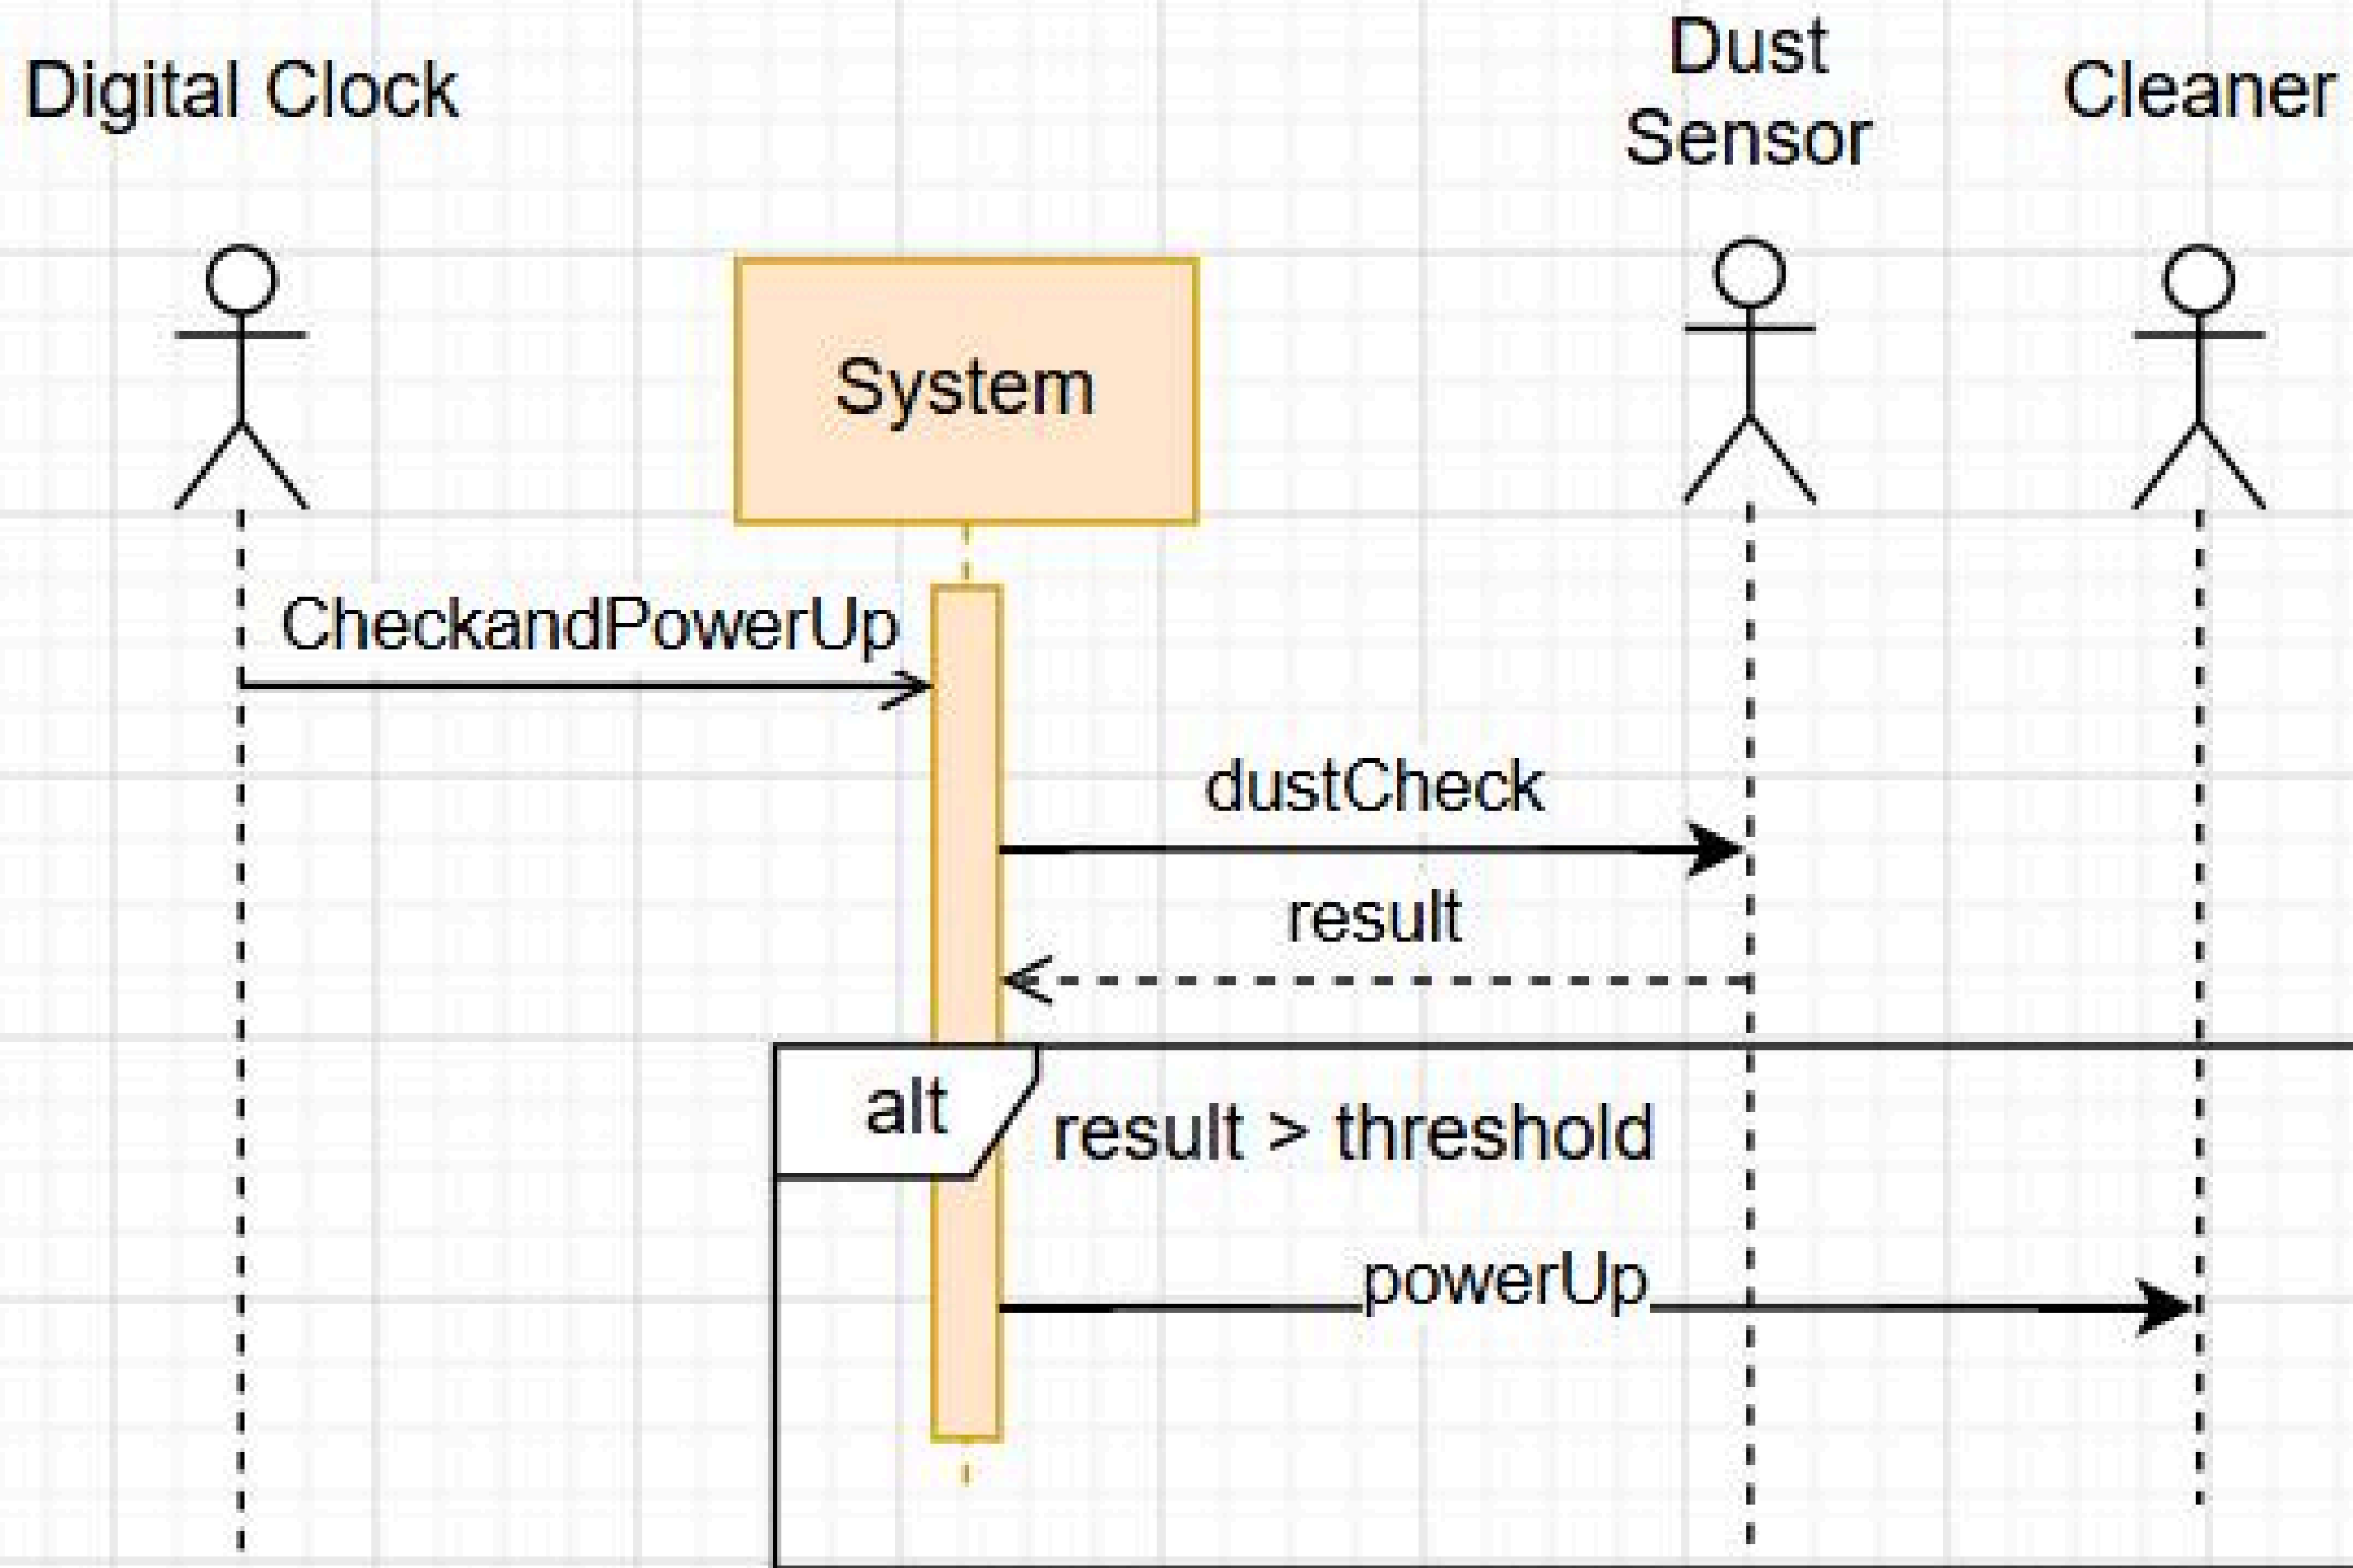 Digital Clock
Dust
Sensor
Cleaner
System
CheckandPowerUp
dustCheck
result
alt
result > threshold
powerUp